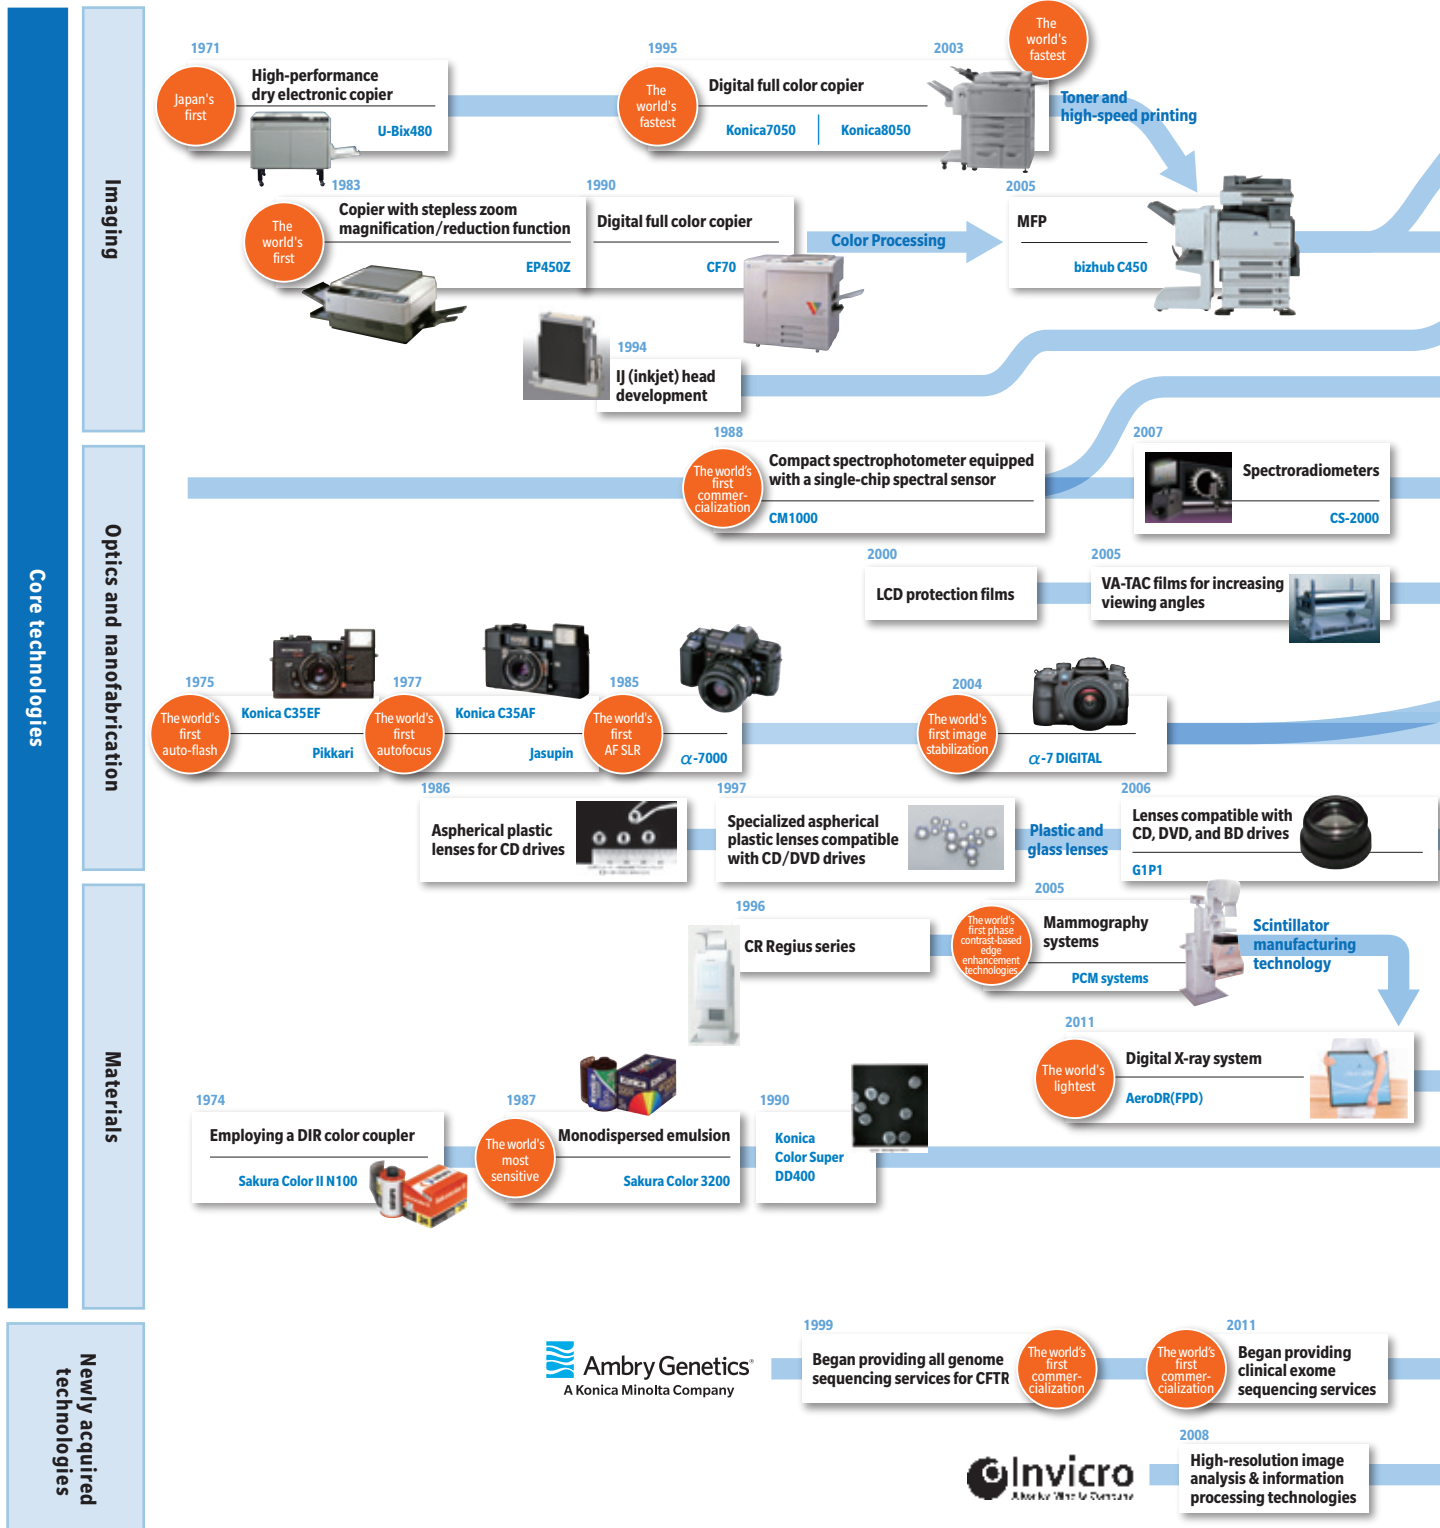 Core technologies
Imaging
1971
Japan's
first
High-performance
dry electronic copier
U-Bix480
1995
The
world's
fastest
Digital full color copier
Konica7050
Konica8050
2003
The
world's
fastest
Toner and
high-speed printing
1983
The
world's
first
Copier with stepless zoom
magnification/reduction function
EP450Z
1990
Digital full color copier
CF70
Color Processing
2005
MFP
bizhub C450
1994
IJ (inkjet) head
development
Optics and nanofabrication
1988
The world's
first
commer-
cialization
Compact spectrophotometer equipped
with a single-chip spectral sensor
CM1000
2007
Spectroradiometers
CS-2000
2000
LCD protection films
2005
VA-TAC films for increasing
viewing angles
1975
The world's
first
auto-flash
Konica C35EF
Pikkari
1977
The world's
first
autofocus
Konica C35AF
Jasupin
1985
The world's
first
AF SLR
α-7000
2004
The world's
first image
stabilization
α-7 DIGITAL
1986
Aspherical plastic
lenses for CD drives
1997
Specialized aspherical
plastic lenses compatible
with CD/DVD drives
Plastic and
glass lenses
2006
Lenses compatible with
CD, DVD, and BD drives
G1P1
Materials
1996
CR Regius series
2005
The world's
first phase
contrast-based
edge
enhancement
technologies
Mammography
systems
PCM systems
Scintillator
manufacturing
technology
2011
The world's
lightest
Digital X-ray system
AeroDR(FPD)
1974
Employing a DIR color coupler
Sakura Color II N100
1987
The world's
most
sensitive
Monodispersed emulsion
Sakura Color 3200
1990
Konica
Color Super
DD400
Newly acquired
technologies
Ambry Genetics®
A Konica Minolta Company
1999
Began providing all genome
sequencing services for CFTR
The world's
first
commer-
cialization
2011
The world's
first
commer-
cialization
Began providing
clinical exome
sequencing services
Invicro
A Konica Minolta Company
2008
High-resolution image
analysis & information
processing technologies